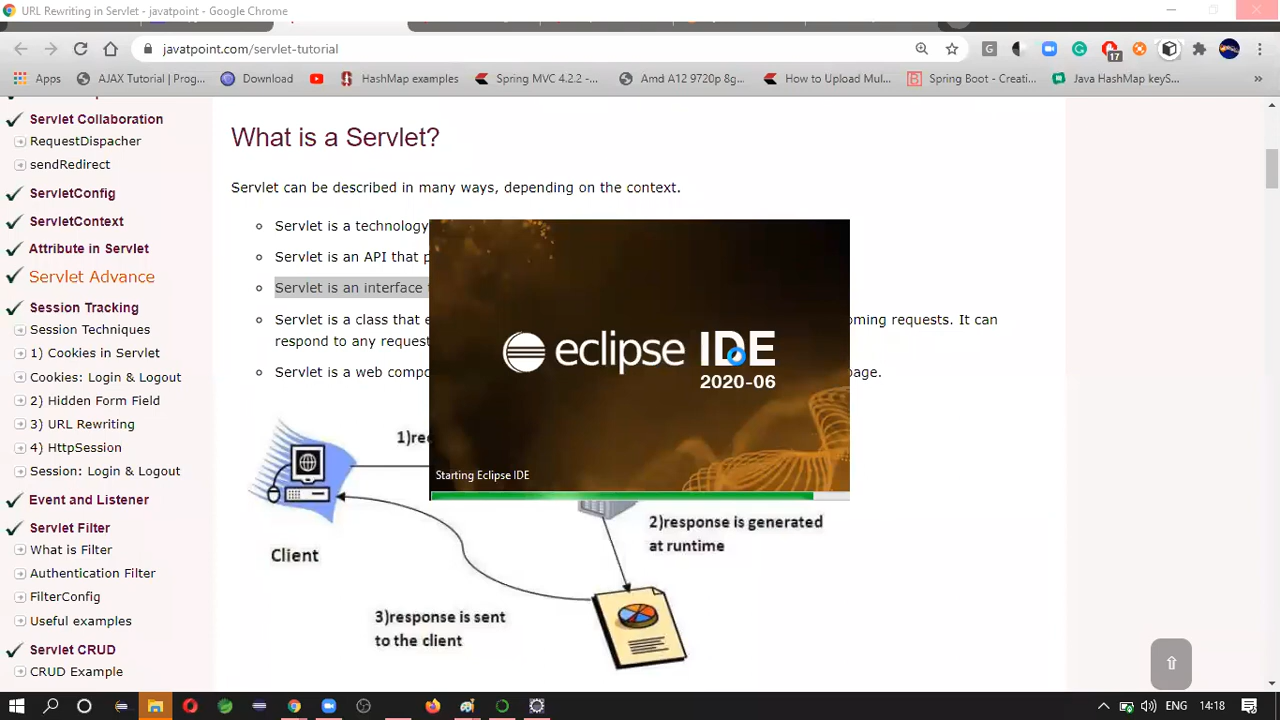 URL Rewriting in Servlet - javatpoint - Google Chrome
javatpoint.com/servlet-tutorial
17
Apps
AJAX Tutorial | Prog...
Download
HashMap examples
Spring MVC 4.2.2 -...
Amd A12 9720p Bg...
How to Upload Mul...
Spring Boot - Creati...
Java HashMap keyS...
»
Servlet Collaboration
RequestDispacher
sendRedirect
ServletConfig
ServletContext
Attribute in Servlet
Servlet Advance
Session Tracking
Session Techniques
1) Cookies in Servlet
Cookies: Login & Logout
2) Hidden Form Field
3) URL Rewriting
4) HttpSession
Session: Login & Logout
Event and Listener
Servlet Filter
What is Filter
Authentication Filter
FilterConfig
Useful examples
Servlet CRUD
CRUD Example
What is a Servlet?
Servlet can be described in many ways, depending on the context.
Servlet is a technology
Servlet is an API that
Servlet is an interface
Servlet is a class that oming requests. It can
respond to any request
Servlet is a web compo page.
eclipse IDE
2020-06
Starting Eclipse IDE
Client
2)response is generated
at runtime
3)response is sent
to the client
ENG
14:18